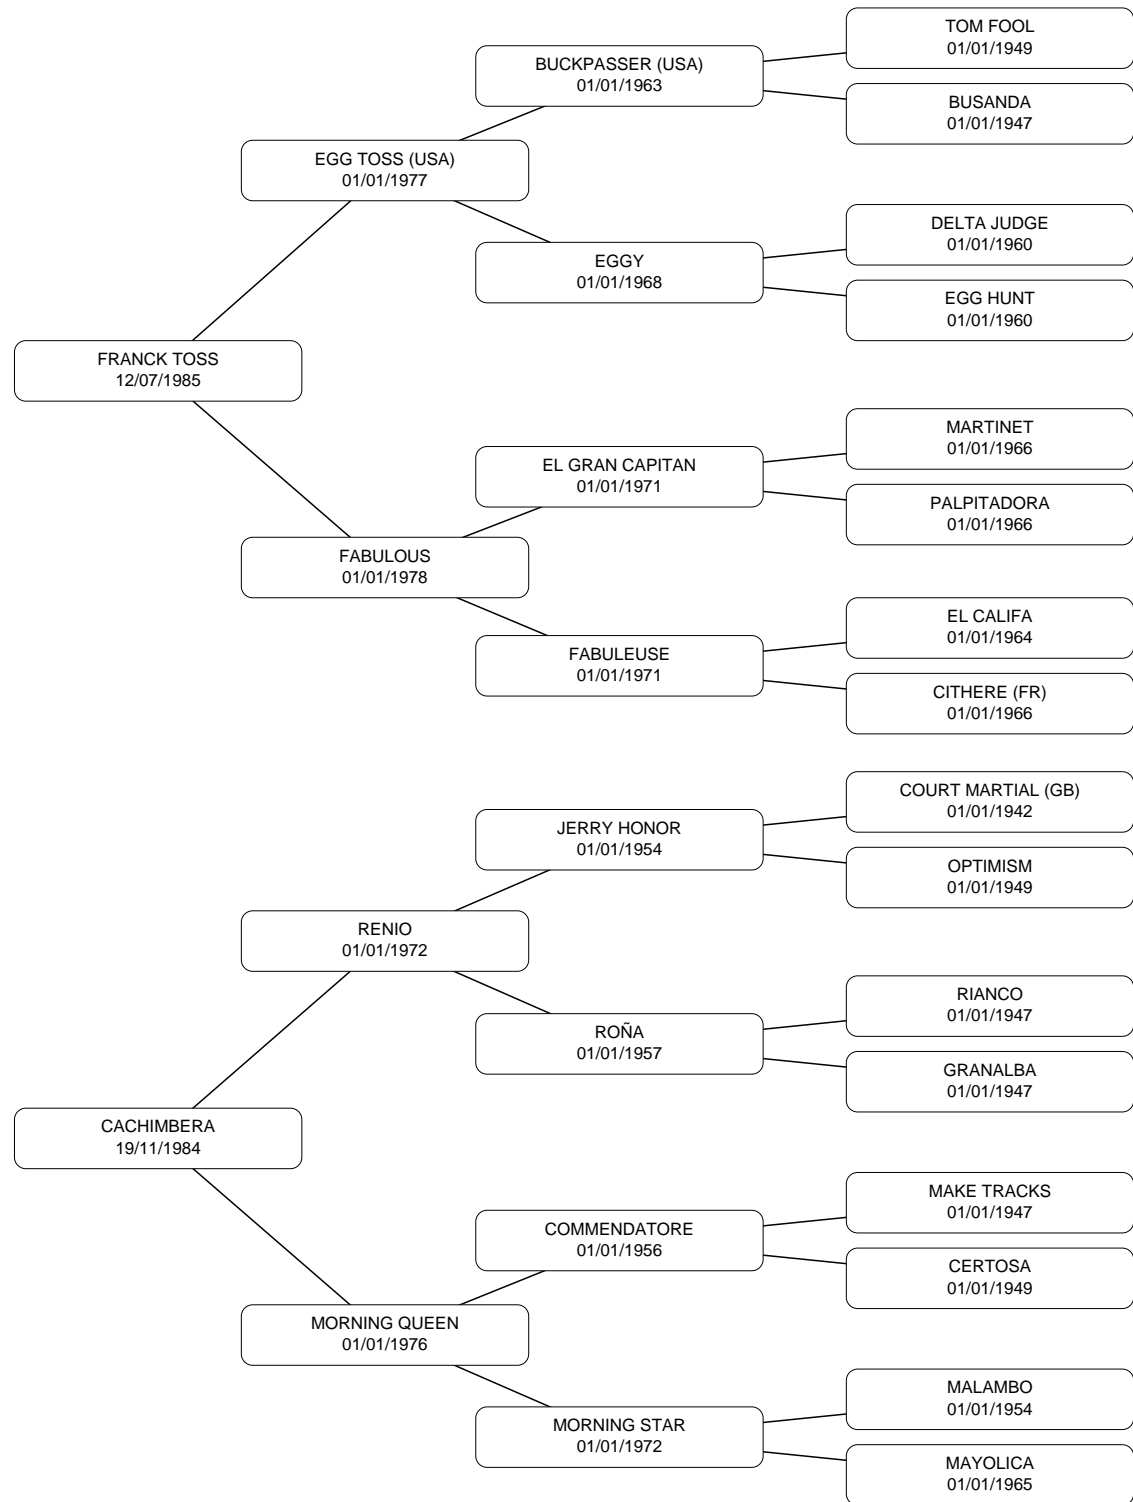 TOM FOOL
01/01/1949
BUCKPASSER (USA)
01/01/1963
BUSANDA
01/01/1947
EGG TOSS (USA)
01/01/1977
DELTA JUDGE
01/01/1960
EGGY
01/01/1968
EGG HUNT
01/01/1960
FRANCK TOSS
12/07/1985
MARTINET
01/01/1966
EL GRAN CAPITAN
01/01/1971
PALPITADORA
01/01/1966
FABULOUS
01/01/1978
EL CALIFA
01/01/1964
FABULEUSE
01/01/1971
CITHERE (FR)
01/01/1966
COURT MARTIAL (GB)
01/01/1942
JERRY HONOR
01/01/1954
OPTIMISM
01/01/1949
RENIO
01/01/1972
RIANCO
01/01/1947
ROÑA
01/01/1957
GRANALBA
01/01/1947
CACHIMBERA
19/11/1984
MAKE TRACKS
01/01/1947
COMMENDATORE
01/01/1956
CERTOSA
01/01/1949
MORNING QUEEN
01/01/1976
MALAMBO
01/01/1954
MORNING STAR
01/01/1972
MAYOLICA
01/01/1965